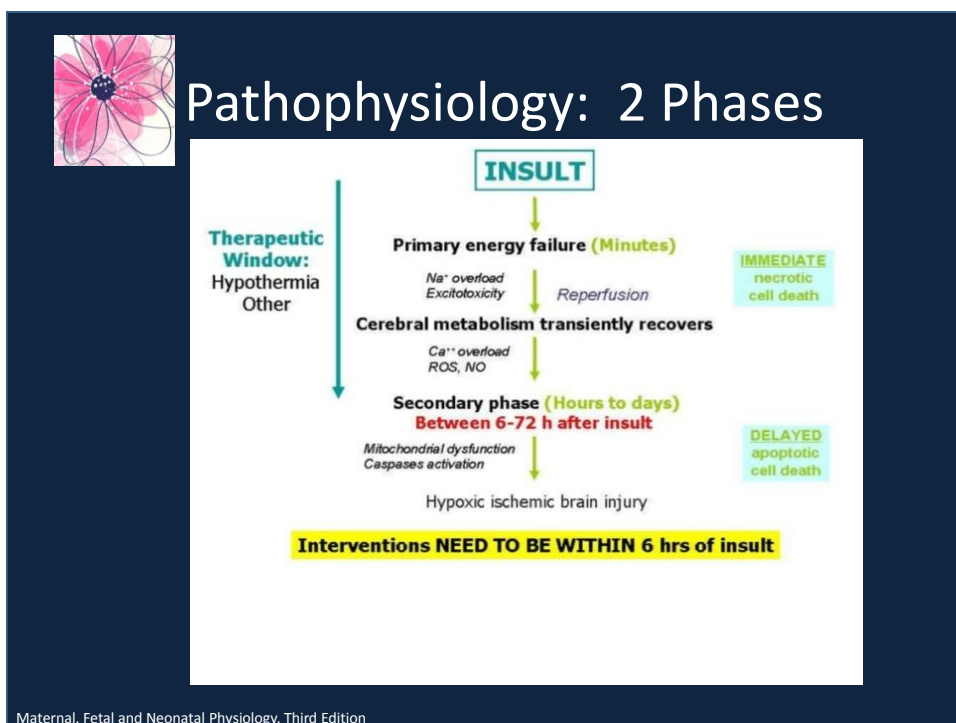 Pathophysiology: 2 Phases
INSULT
Therapeutic
Window:
Hypothermia
Other
Primary energy failure (Minutes)
Na⁺ overload
Excitotoxicity
Reperfusion
IMMEDIATE
necrotic
cell death
Cerebral metabolism transiently recovers
Ca⁺⁺ overload
ROS, NO
Secondary phase (Hours to days)
Between 6-72 h after insult
Mitochondrial dysfunction
Caspases activation
DELAYED
apoptotic
cell death
Hypoxic ischemic brain injury
Interventions NEED TO BE WITHIN 6 hrs of insult
Maternal, Fetal and Neonatal Physiology, Third Edition